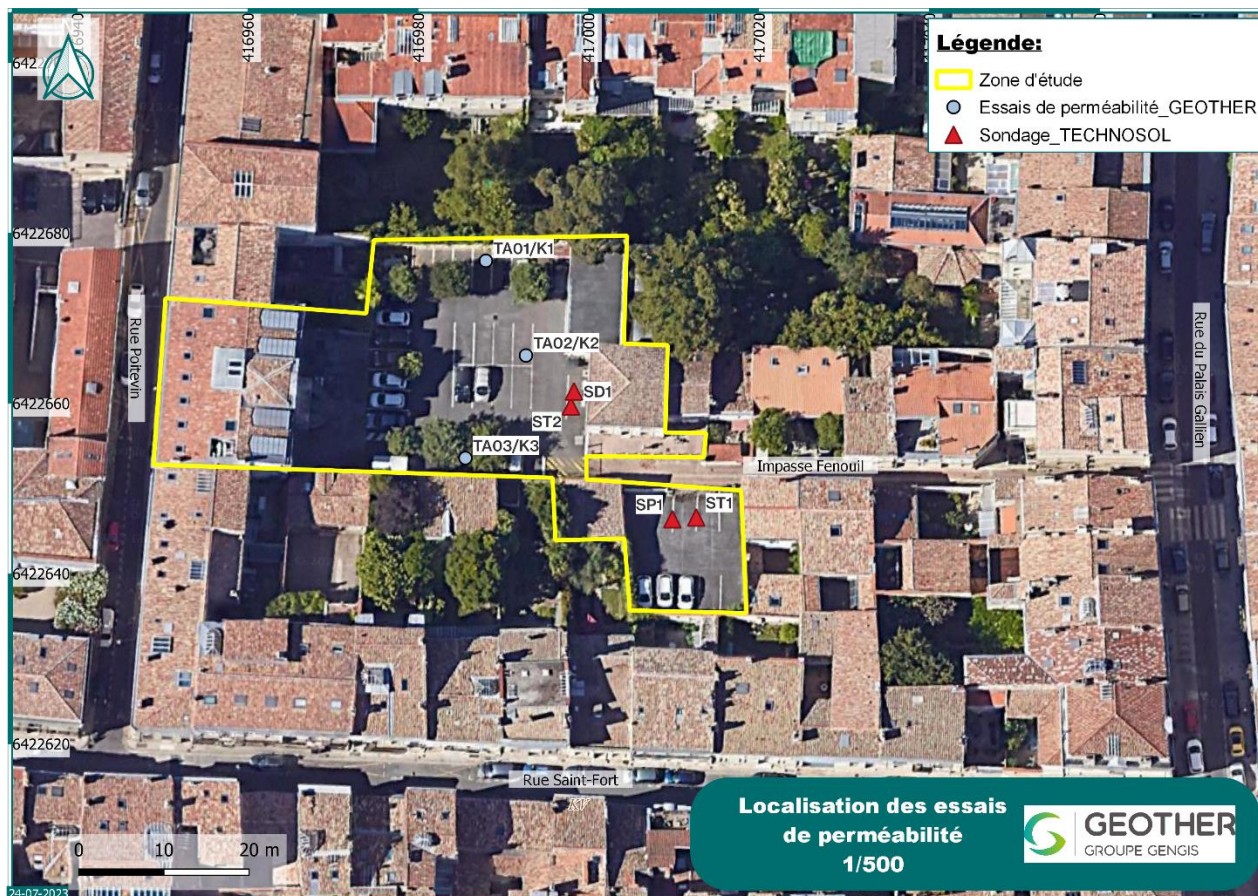 416940
416960
416980
417000
417020
Légende:
Zone d'étude
Essais de perméabilité_GEOTHER
Sondage_TECHNOSOL
6422680
TA01/K1
Rue Poitevin
Rue du Palais Gallien
TA02/K2
6422660
SD1
ST2
TA03/K3
Impasse Fenouil
SP1
ST1
6422640
6422620
Rue Saint-Fort
Localisation des essais
de perméabilité
1/500
GEOTHER
GROUPE GENGIS
0 10 20 m
24-07-2023